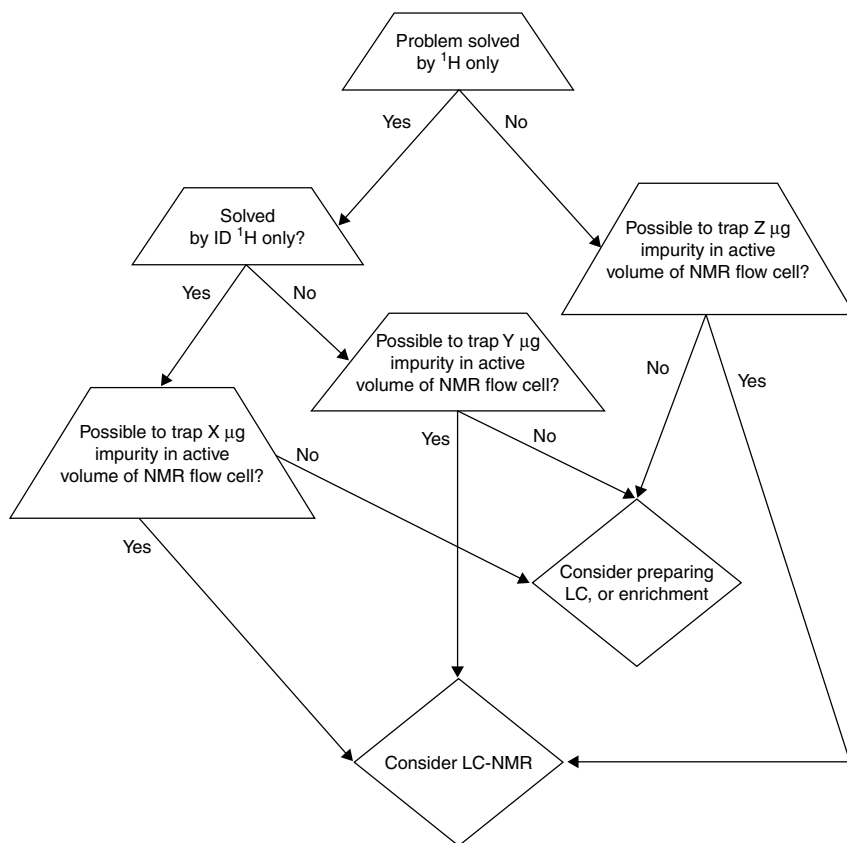 Problem solved
by ¹H only
Yes
No
Solved
by ID ¹H only?
Possible to trap Z μg
impurity in active
volume of NMR flow cell?
Yes
No
Possible to trap Y μg
impurity in active
volume of NMR flow cell?
No
Yes
Possible to trap X μg
impurity in active
volume of NMR flow cell?
No
Yes
No
Yes
Consider preparing
LC, or enrichment
Consider LC-NMR